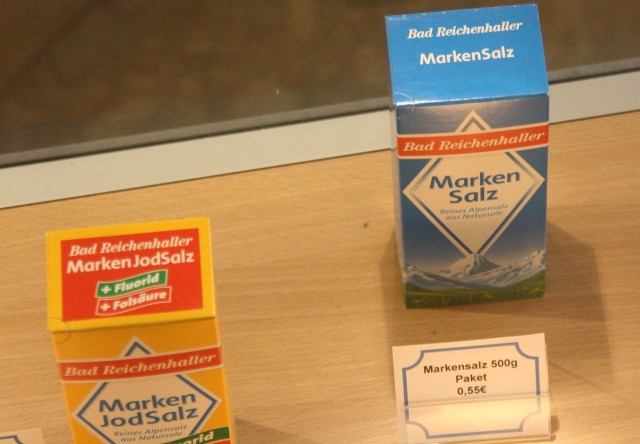 Bad Reichenhaller
MarkenSalz
Bad Reichenhaller
Marken
Salz
Reines Alpensalz
aus Natursole
Bad Reichenhaller
MarkenJodSalz
+ Fluorid
+ Folsäure
Bad Reichenhaller
Marken
JodSalz
Reines Alpensalz
aus Natursole
+ Fluorid
Markensalz 500g
Paket
0,55€